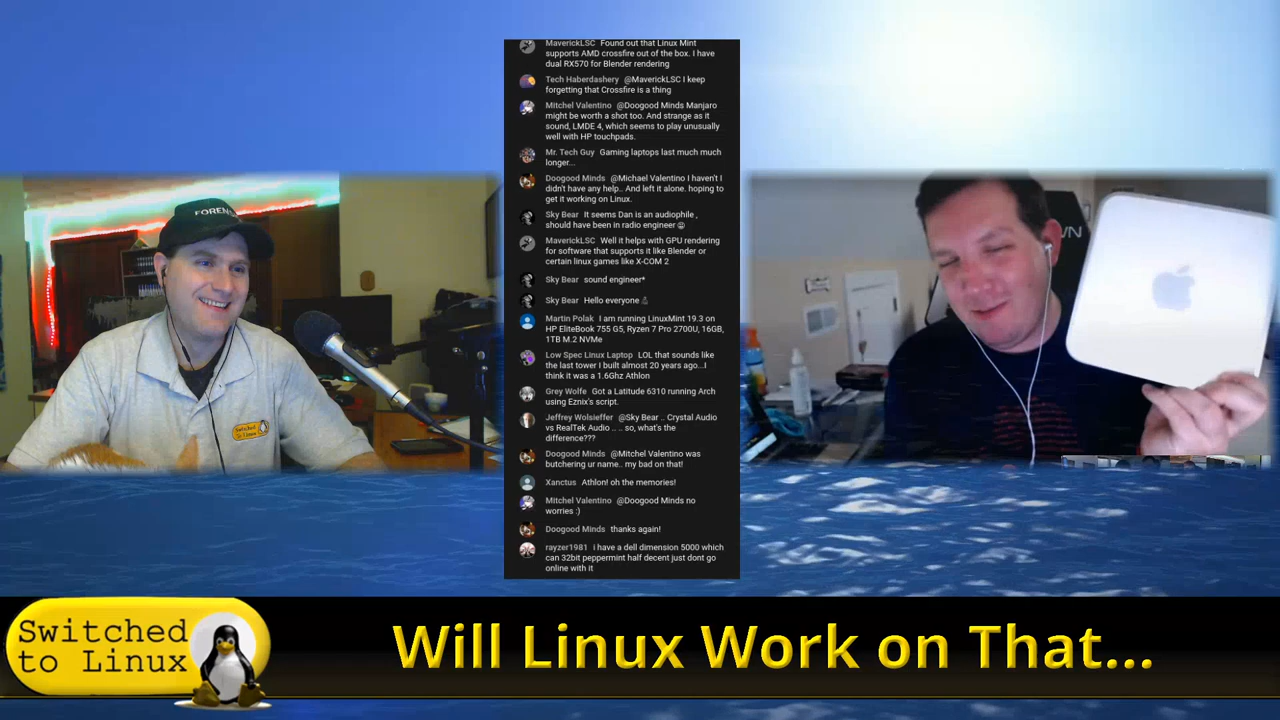 MaverickLSC Found out that Linux Mint
supports AMD crossfire out of the box. I have
dual RX570 for Blender rendering
Tech Haberdashery @MaverickLSC I keep
forgetting that Crossfire is a thing
Mitchel Valentino @Doogood Minds Manjaro
might be worth a shot too. And strange as it
sound, LMDE 4, which seems to play unusually
well with HP touchpads.
Mr. Tech Guy Gaming laptops last much much
longer...
Doogood Minds @Michael Valentino I haven't I
didn't have any help.. And left it alone. hoping to
get it working on Linux.
Sky Bear It seems Dan is an audiophile ,
should have been in radio engineer
MaverickLSC Well it helps with GPU rendering
for software that supports it like Blender or
certain linux games like X-COM 2
Sky Bear sound engineer*
Sky Bear Hello everyone
Martin Polak I am running LinuxMint 19.3 on
HP EliteBook 755 G5, Ryzen 7 Pro 2700U, 16GB,
1TB M.2 NVMe
Low Spec Linux Laptop LOL that sounds like
the last tower I built almost 20 years ago...I
think it was a 1.6Ghz Athlon
Grey Wolfe Got a Latitude 6310 running Arch
using Eznix's script.
Jeffrey Wolsieffer @Sky Bear .. Crystal Audio
vs RealTek Audio .. .. so, what's the
difference???
Doogood Minds @Mitchel Valentino was
butchering ur name.. my bad on that!
Xanctus Athlon! oh the memories!
Mitchel Valentino @Doogood Minds no
worries :)
Doogood Minds thanks again!
rayzer1981 i have a dell dimension 5000 which
can 32bit peppermint half decent just dont go
online with it
FOREN
Switched
to Linux
Switched
to Linux
Will Linux Work on That...